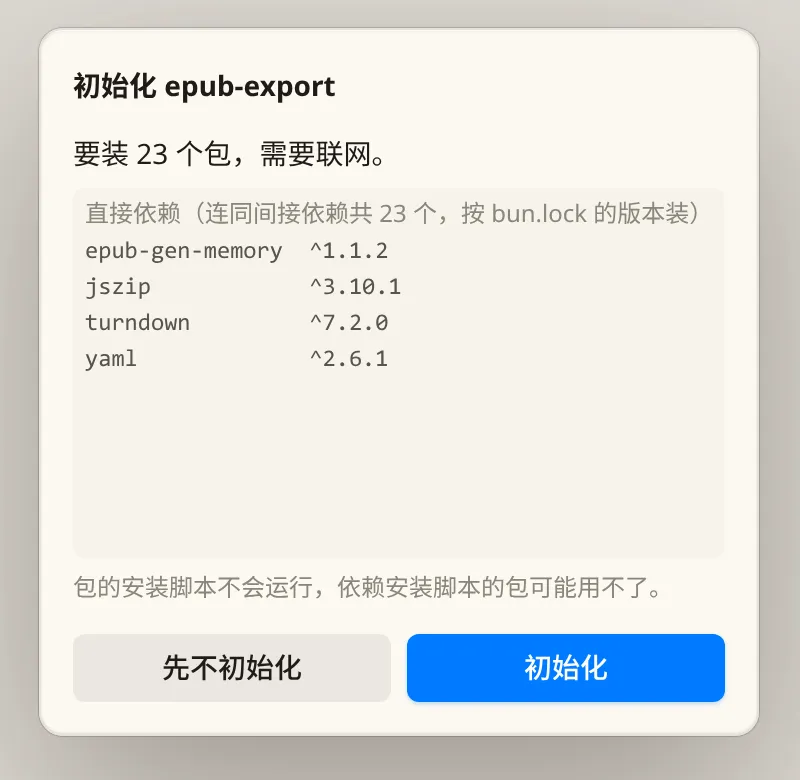 初始化 epub-export
要装 23 个包，需要联网。
直接依赖（连同间接依赖共 23 个，按 bun.lock 的版本装）
epub-gen-memory ^1.1.2
jszip ^3.10.1
turndown ^7.2.0
yaml ^2.6.1
包的安装脚本不会运行，依赖安装脚本的包可能用不了。
先不初始化
初始化